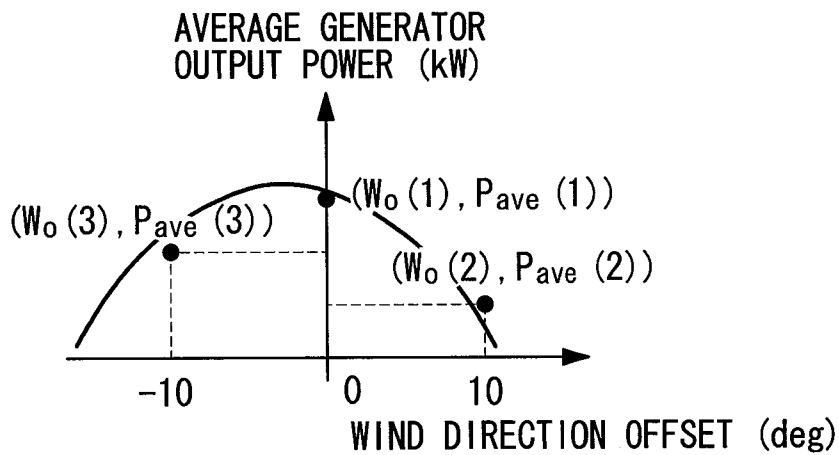 AVERAGE GENERATOR
OUTPUT POWER (kW)
(Wo(1), Pave (1))
(Wo(3), Pave (3))
(Wo(2), Pave (2))
-10 0 10
WIND DIRECTION OFFSET (deg)